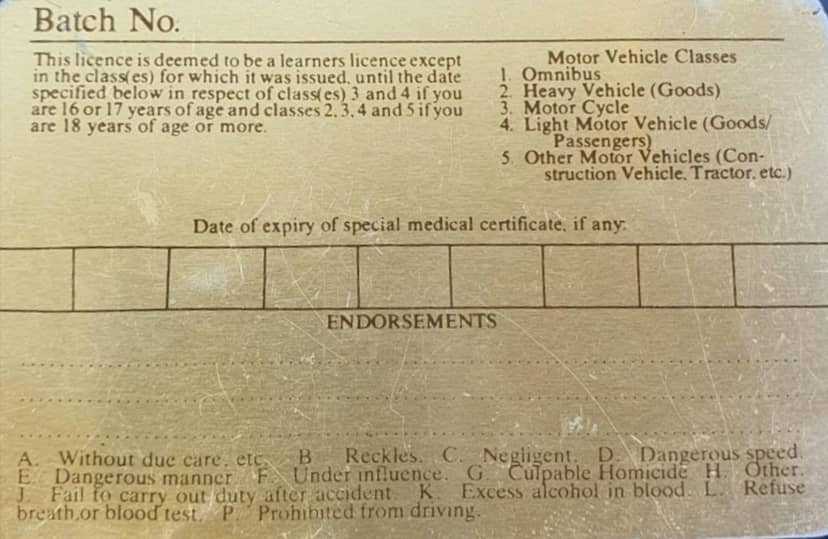 Batch No.
This licence is deemed to be a learners licence except
in the class(es) for which it was issued, until the date
specified below in respect of class(es) 3 and 4 if you
are 16 or 17 years of age and classes 2, 3, 4 and 5 if you
are 18 years of age or more.
Motor Vehicle Classes
1. Omnibus
2. Heavy Vehicle (Goods)
3. Motor Cycle
4. Light Motor Vehicle (Goods/
Passengers)
5. Other Motor Vehicles (Con-
struction Vehicle, Tractor, etc.)
Date of expiry of special medical certificate, if any:
ENDORSEMENTS
A. Without due care, etc. B Reckles. C. Negligent. D. Dangerous speed.
E. Dangerous manner F. Under influence. G. Culpable Homicide H. Other.
J. Fail to carry out duty after accident. K. Excess alcohol in blood. L. Refuse
breath or blood test. P. Prohibited from driving.